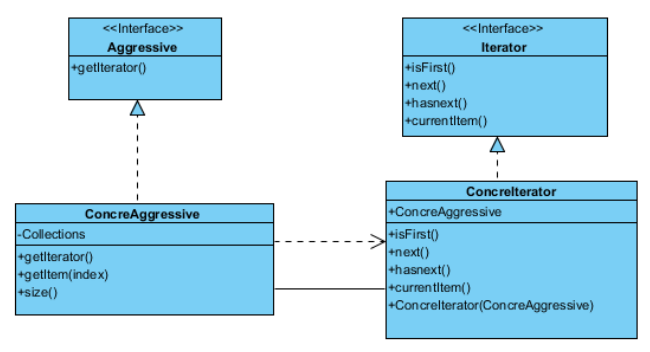 <<Interface>>
Aggressive
+getIterator()
<<Interface>>
Iterator
+isFirst()
+next()
+hasnext()
+currentItem()
ConcreAggressive
-Collections
+getIterator()
+getItem(index)
+size()
ConcreIterator
+ConcreAggressive
+isFirst()
+next()
+hasnext()
+currentItem()
+ConcreIterator(ConcreAggressive)